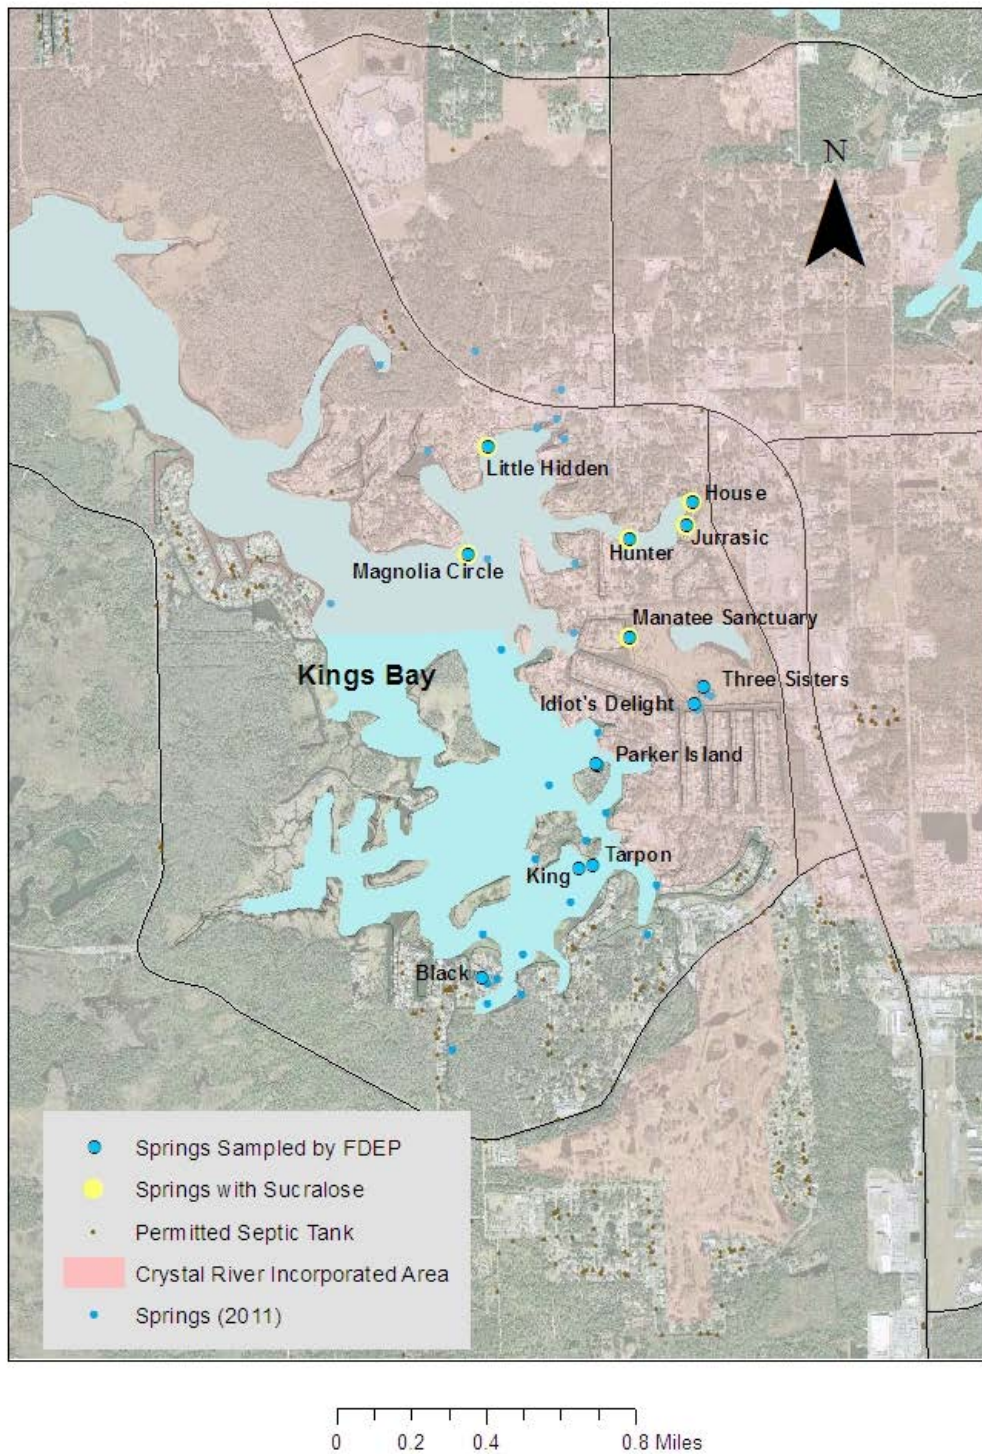 N
Little Hidden
House
Jurrasic
Hunter
Magnolia Circle
Manatee Sanctuary
Kings Bay
Three Sisters
Idiot's Delight
Parker Island
Tarpon
King
Black
Springs Sampled by FDEP
Springs with Sucralose
Permitted Septic Tank
Crystal River Incorporated Area
Springs (2011)
0 0.2 0.4 0.8 Miles